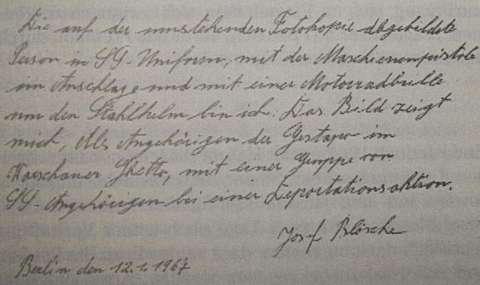 Die auf der umstehenden Fotokopie abgebildete
Person in SS-Uniform, mit der Maschienenpistole
im Anschlage und mit einer Motorradbrille
um den Stahlhelm bin ich. Das Bild zeigt
mich, als Angehörigen der Gestapo im
Warschauer Ghetto, mit einer Gruppe von
SS-Angehörigen bei einer Deportationsaktion.
Josef Blösche
Berlin den 12.1.1967